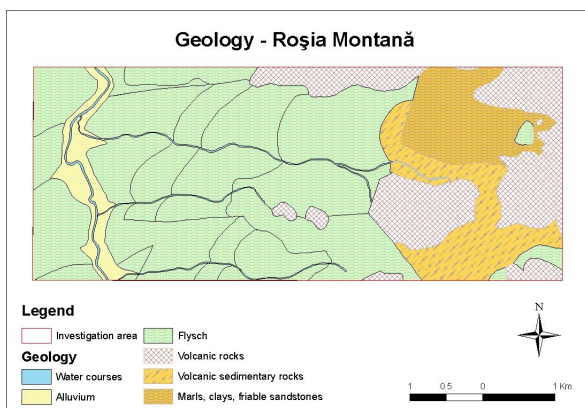 Geology - Roşia Montană
Legend
Investigation area
Flysch
Geology
Volcanic rocks
Water courses
Volcanic sedimentary rocks
Alluvium
Marls, clays, friable sandstones
N
1 0.5 0 1 Km